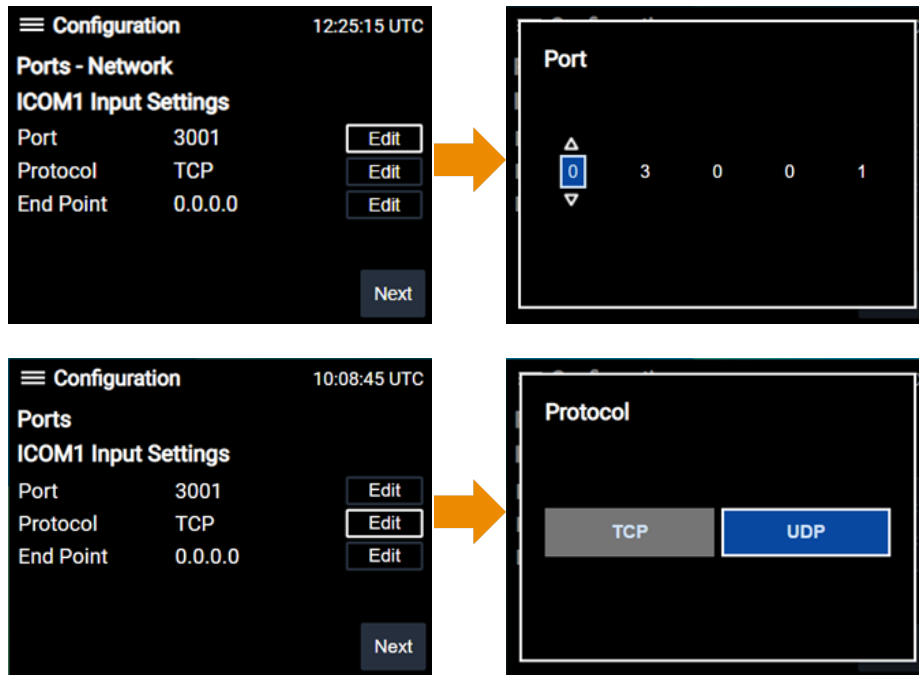 Configuration 12:25:15 UTC
Ports - Network
ICOM1 Input Settings
Port 3001 Edit
Protocol TCP Edit
End Point 0.0.0.0 Edit
Next
Port
0 3 0 0 1
Configuration 10:08:45 UTC
Ports
ICOM1 Input Settings
Port 3001 Edit
Protocol TCP Edit
End Point 0.0.0.0 Edit
Next
Protocol
TCP UDP